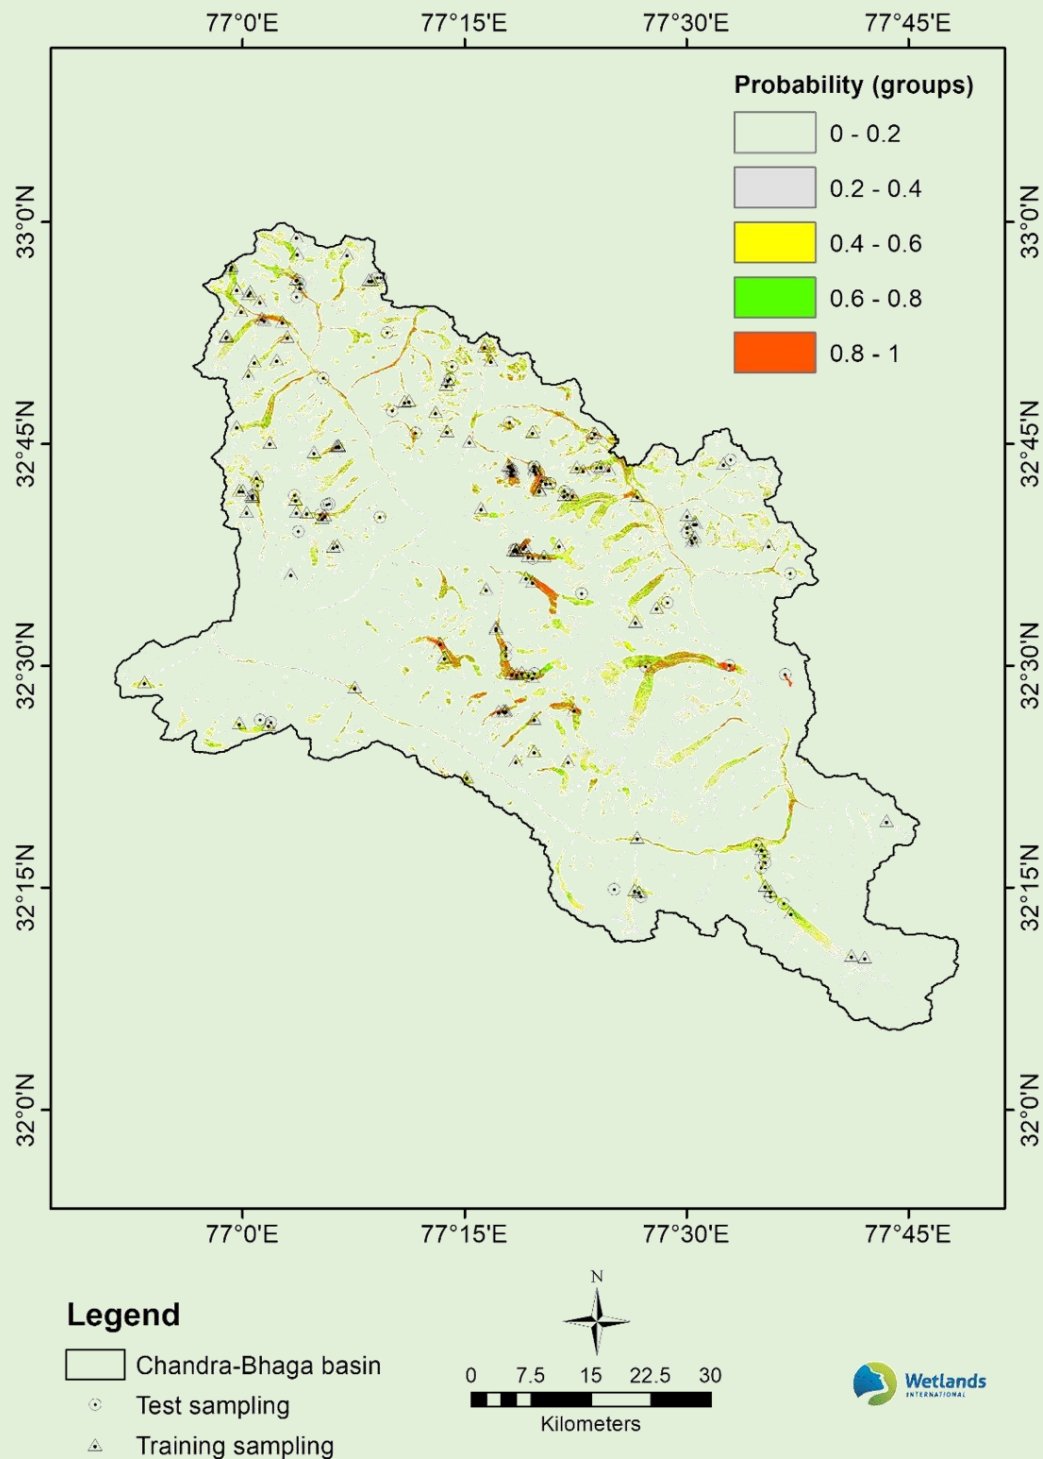 77°0'E 77°15'E 77°30'E 77°45'E
Probability (groups)
0 - 0.2
0.2 - 0.4
0.4 - 0.6
0.6 - 0.8
0.8 - 1
33°0'N 33°0'N
32°45'N 32°45'N
32°30'N 32°30'N
32°15'N 32°15'N
32°0'N 32°0'N
77°0'E 77°15'E 77°30'E 77°45'E
Legend
Chandra-Bhaga basin
Test sampling
Training sampling
N
0 7.5 15 22.5 30
Kilometers
Wetlands
INTERNATIONAL